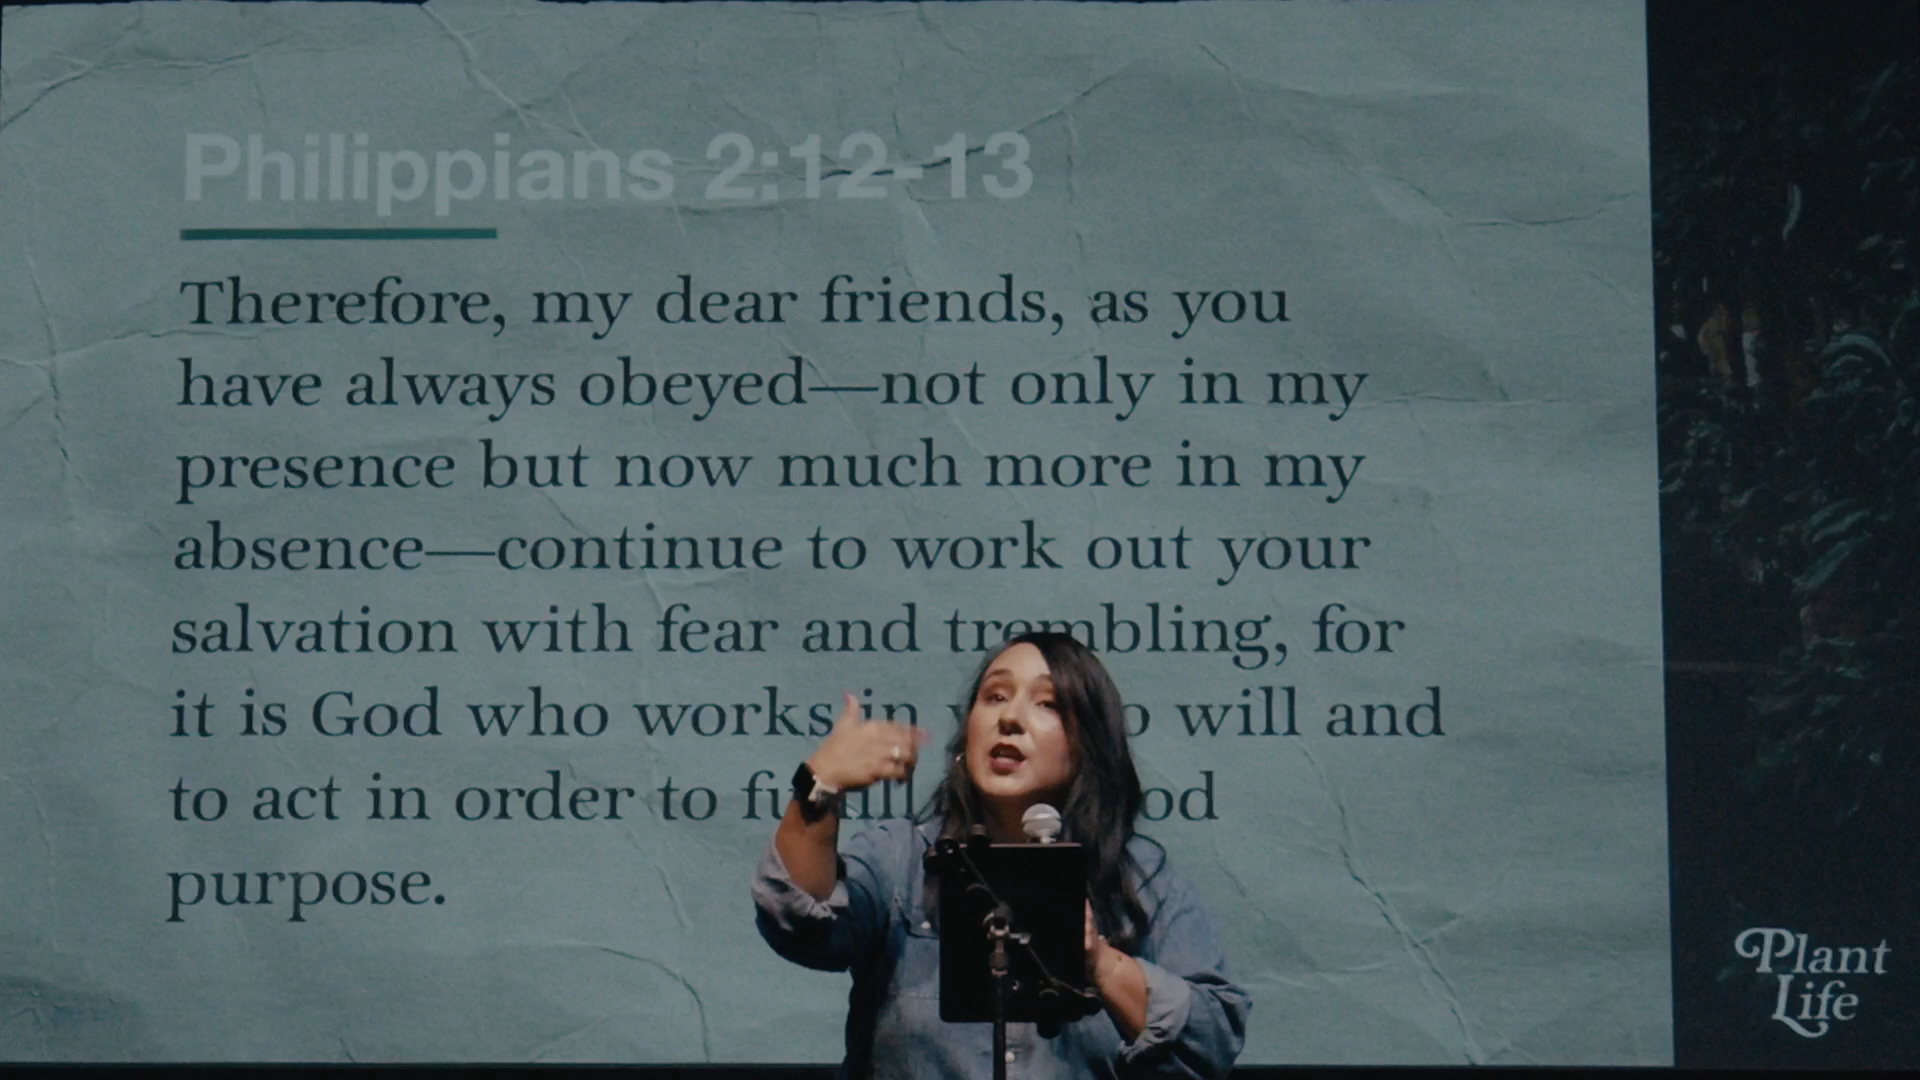 Philippians 2:12-13
Therefore, my dear friends, as you
have always obeyed—not only in my
presence but now much more in my
absence—continue to work out your
salvation with fear and trembling, for
it is God who works in will and
to act in order to
purpose.
Plant
Life